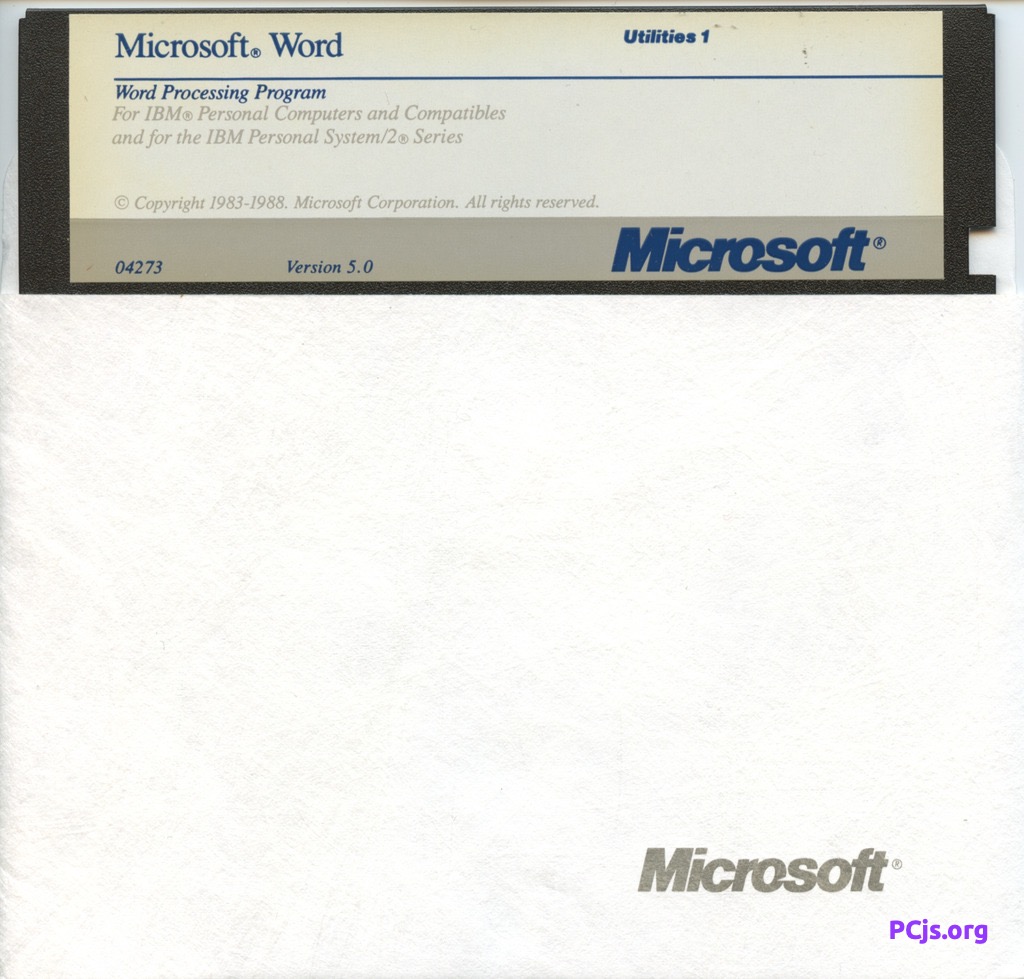 Microsoft® Word
Utilities 1
Word Processing Program
For IBM® Personal Computers and Compatibles
and for the IBM Personal System/2® Series
© Copyright 1983-1988. Microsoft Corporation. All rights reserved.
Microsoft®
04273
Version 5.0
Microsoft®
PCjs.org